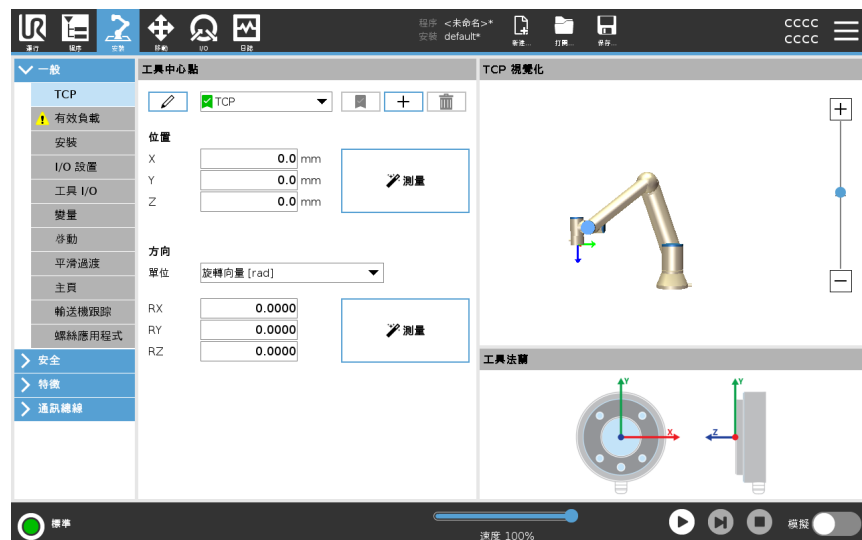 UR
運行
程序
安裝
移動
I/O
日誌
程序 <未命名>*
安裝 default*
新建...
打開...
保存...
cccc
cccc
一般
TCP
有效負載
安裝
I/O 設置
工具 I/O
變量
啓動
平滑過渡
主頁
輸送機跟踪
螺絲應用程式
安全
特徵
通訊總線
工具中心點
TCP
位置
X 0.0 mm
Y 0.0 mm
Z 0.0 mm
測量
方向
單位 旋轉向量 [rad]
RX 0.0000
RY 0.0000
RZ 0.0000
測量
TCP 視覺化
工具法蘭
Y
X
Y
Z
標準
速度 100%
模擬